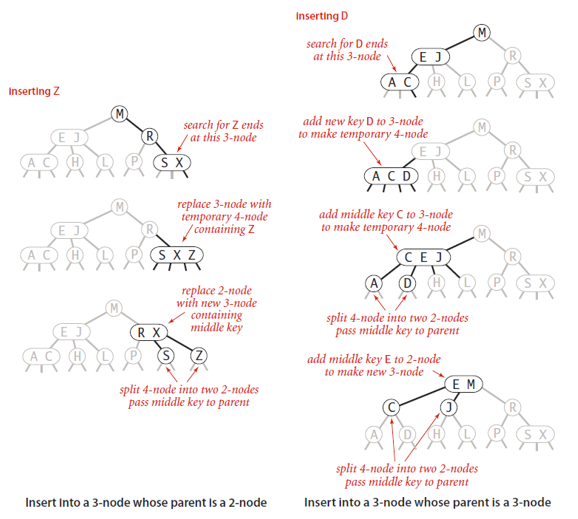 Inserting Z
M
E J
R
search for Z ends
at this 3-node
A C
H
L
P
S X
M
E J
R
replace 3-node with
temporary 4-node
containing Z
A C
H
L
P
S X Z
M
E J
R X
replace 2-node
with new 3-node
containing
middle key
A C
H
L
P
S
Z
split 4-node into two 2-nodes
pass middle key to parent
Insert into a 3-node whose parent is a 2-node
inserting D
M
search for D ends
at this 3-node
E J
R
A C
H
L
P
S X
add new key D to 3-node
to make temporary 4-node
M
E J
R
A C D
H
L
P
S X
add middle key C to 3-node
to make temporary 4-node
M
C E J
R
A
D
H
L
P
S X
split 4-node into two 2-nodes
pass middle key to parent
add middle key E to 2-node
to make new 3-node
E M
C
J
R
A
D
H
L
P
S X
split 4-node into two 2-nodes
pass middle key to parent
Insert into a 3-node whose parent is a 3-node